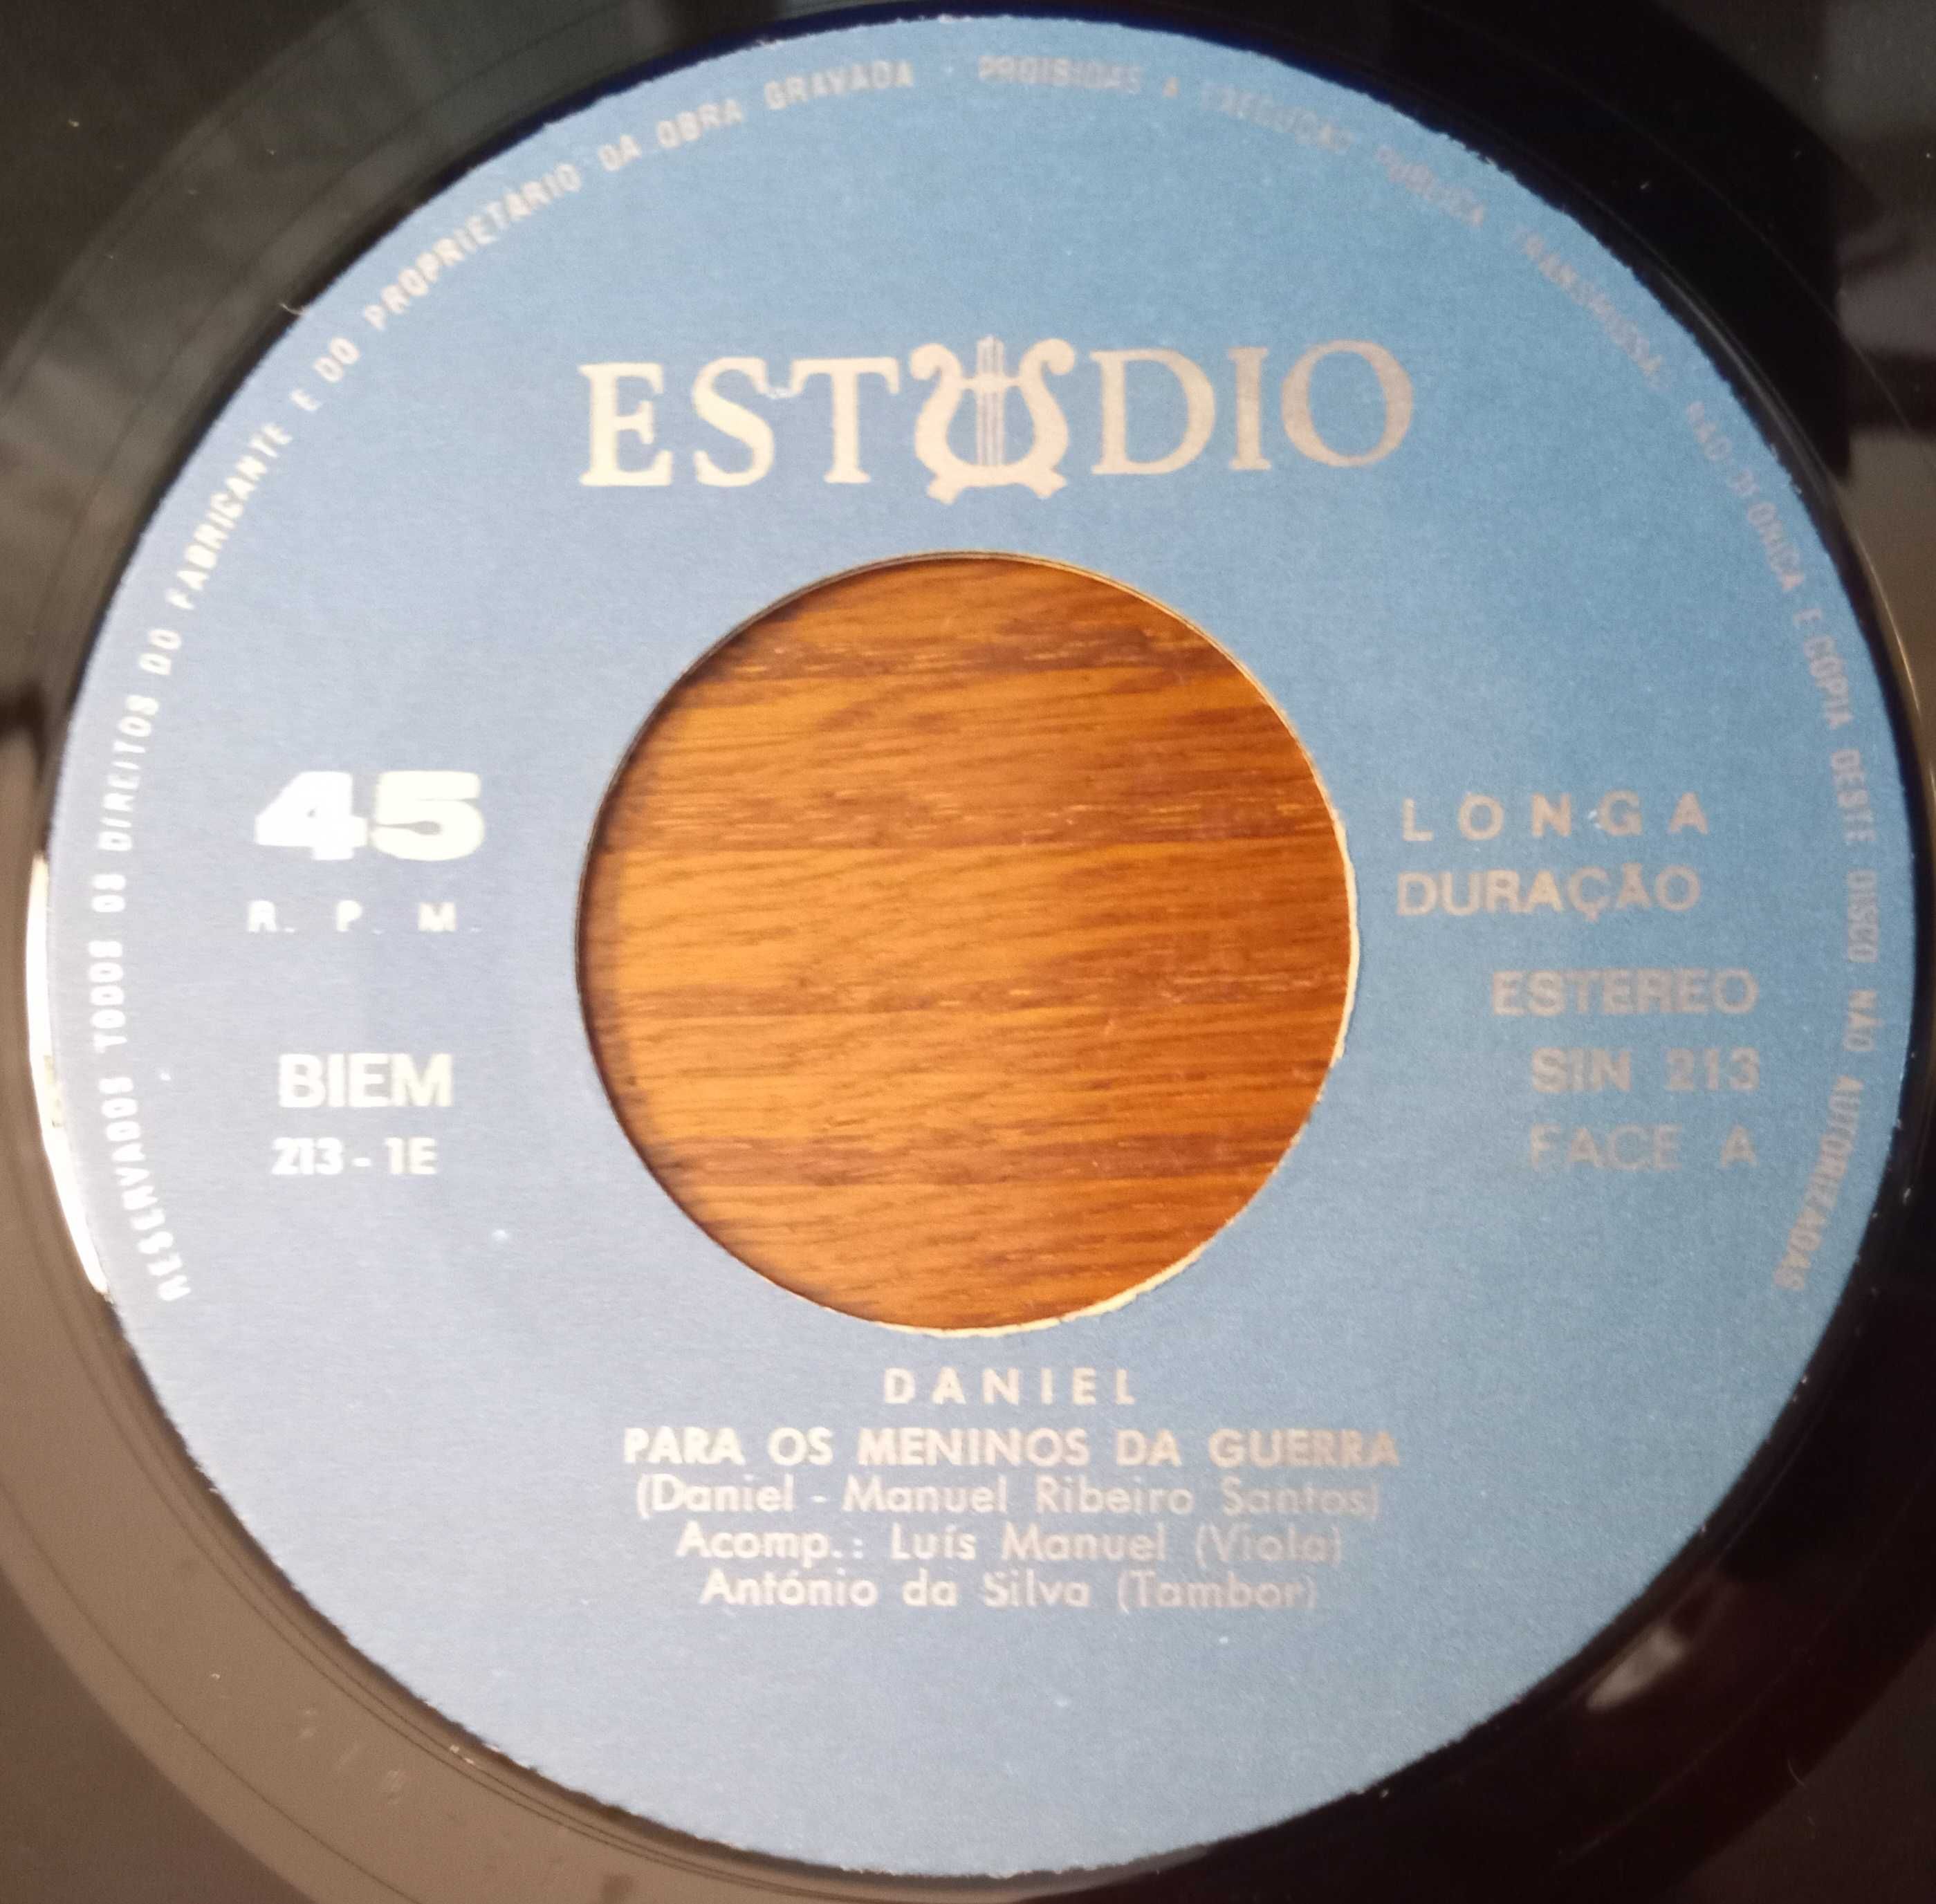 RESERVADOS TODOS OS DIREITOS DO FABRICANTE E DO PROPRIETÁRIO DA OBRA GRAVADA - PROIBIDAS A EXECUÇÃO PÚBLICA TRANSMISSÃO RÁDIO-DIFÓNICA E CÓPIA DESTE DISCO NÃO AUTORIZADAS
ESTUDIO
45
R. P. M.
BIEM
213 - 1E
LONGA
DURAÇÃO
ESTEREO
SIN 213
FACE A
DANIEL
PARA OS MENINOS DA GUERRA
(Daniel - Manuel Ribeiro Santos)
Acomp.: Luís Manuel (Viola)
António da Silva (Tambor)